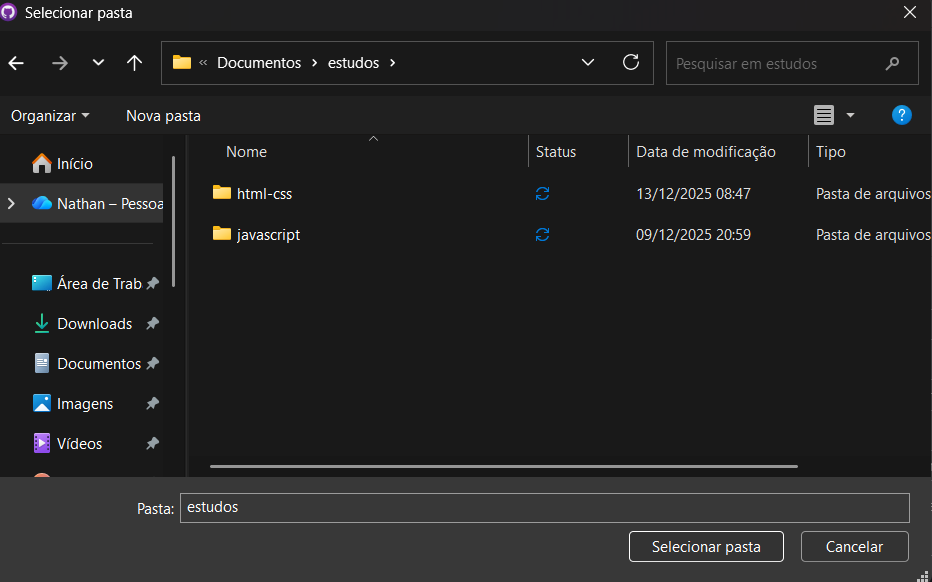 Selecionar pasta
« Documentos › estudos ›
Pesquisar em estudos
Organizar
Nova pasta
?
Nome
Status
Data de modificação
Tipo
html-css
13/12/2025 08:47
Pasta de arquivos
javascript
09/12/2025 20:59
Pasta de arquivos
Início
Nathan – Pessoa
Área de Trab
Downloads
Documentos
Imagens
Vídeos
Pasta:
estudos
Selecionar pasta
Cancelar